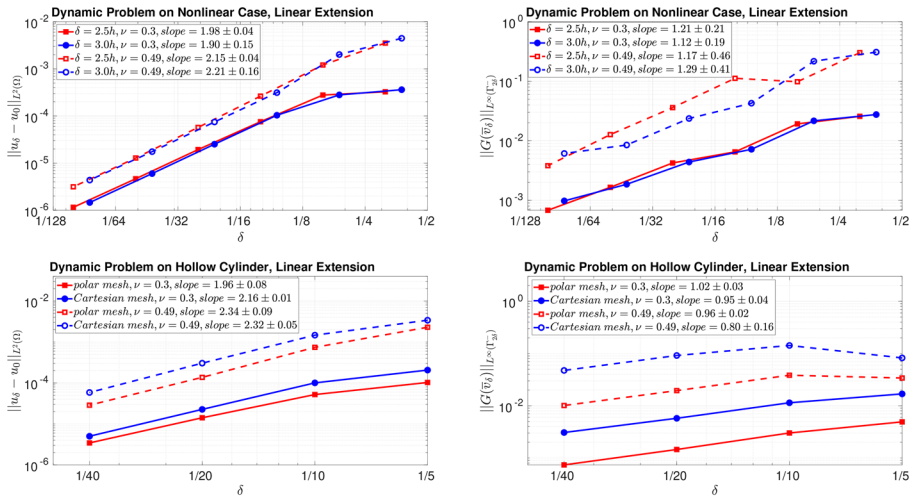 Dynamic Problem on Nonlinear Case, Linear Extension
δ = 2.5h, ν = 0.3, slope = 1.98 ± 0.04
δ = 3.0h, ν = 0.3, slope = 1.90 ± 0.15
δ = 2.5h, ν = 0.49, slope = 2.15 ± 0.04
δ = 3.0h, ν = 0.49, slope = 2.21 ± 0.16
10^-2
10^-3
10^-4
10^-5
10^-6
||u_δ − u_0||_{L^2(Ω)}
1/128 1/64 1/32 1/16 1/8 1/4 1/2
δ
Dynamic Problem on Nonlinear Case, Linear Extension
δ = 2.5h, ν = 0.3, slope = 1.21 ± 0.21
δ = 3.0h, ν = 0.3, slope = 1.12 ± 0.19
δ = 2.5h, ν = 0.49, slope = 1.17 ± 0.46
δ = 3.0h, ν = 0.49, slope = 1.29 ± 0.41
10^0
10^-1
10^-2
10^-3
1/128 1/64 1/32 1/16 1/8 1/4 1/2
δ
Dynamic Problem on Hollow Cylinder, Linear Extension
polar mesh, ν = 0.3, slope = 1.96 ± 0.08
Cartesian mesh, ν = 0.3, slope = 2.16 ± 0.01
polar mesh, ν = 0.49, slope = 2.34 ± 0.09
Cartesian mesh, ν = 0.49, slope = 2.32 ± 0.05
10^-2
10^-4
10^-6
||u_δ − u_0||_{L^2(Ω)}
1/40 1/20 1/10 1/5
δ
Dynamic Problem on Hollow Cylinder, Linear Extension
polar mesh, ν = 0.3, slope = 1.02 ± 0.03
Cartesian mesh, ν = 0.3, slope = 0.95 ± 0.04
polar mesh, ν = 0.49, slope = 0.96 ± 0.02
Cartesian mesh, ν = 0.49, slope = 0.80 ± 0.16
10^0
10^-2
1/40 1/20 1/10 1/5
δ